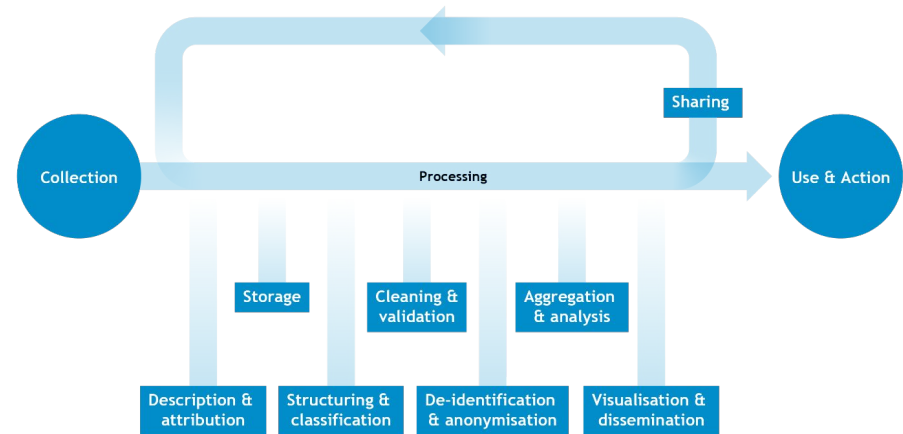 Sharing
Collection
Processing
Use & Action
Storage
Cleaning &
validation
Aggregation
& analysis
Description &
attribution
Structuring &
classification
De-identification
& anonymisation
Visualisation &
dissemination